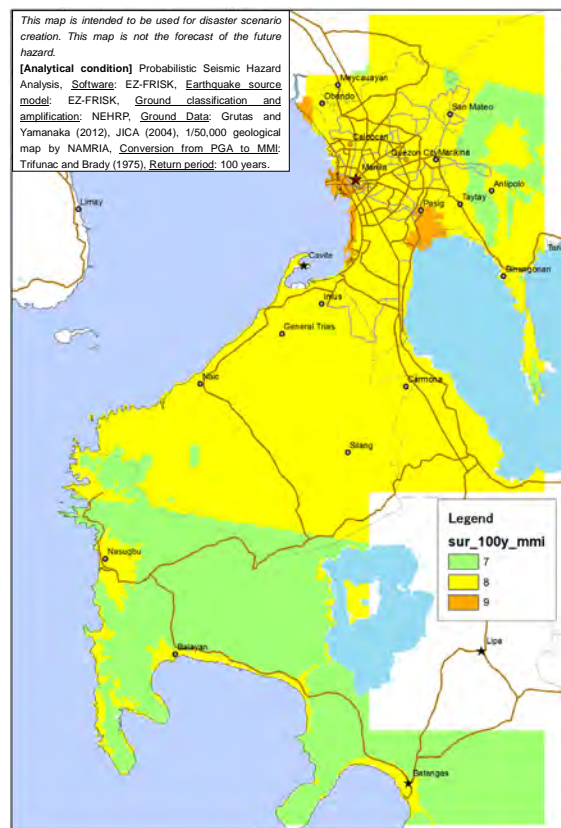 This map is intended to be used for disaster scenario
creation. This map is not the forecast of the future
hazard.
[Analytical condition] Probabilistic Seismic Hazard
Analysis, Software: EZ-FRISK, Earthquake source
model: EZ-FRISK, Ground classification and
amplification: NEHRP, Ground Data: Grutas and
Yamanaka (2012), JICA (2004), 1/50,000 geological
map by NAMRIA, Conversion from PGA to MMI:
Trifunac and Brady (1975), Return period: 100 years.
Meycauayan
Obando
San Mateo
Caloocan
Quezon City
Marikina
Manila
Antipolo
Pasig
Taytay
Limay
Cavite
Binangonan
Imus
General Trias
Naic
Carmona
Silang
Legend
sur_100y_mmi
7
8
9
Nasugbu
Balayan
Lipa
Batangas